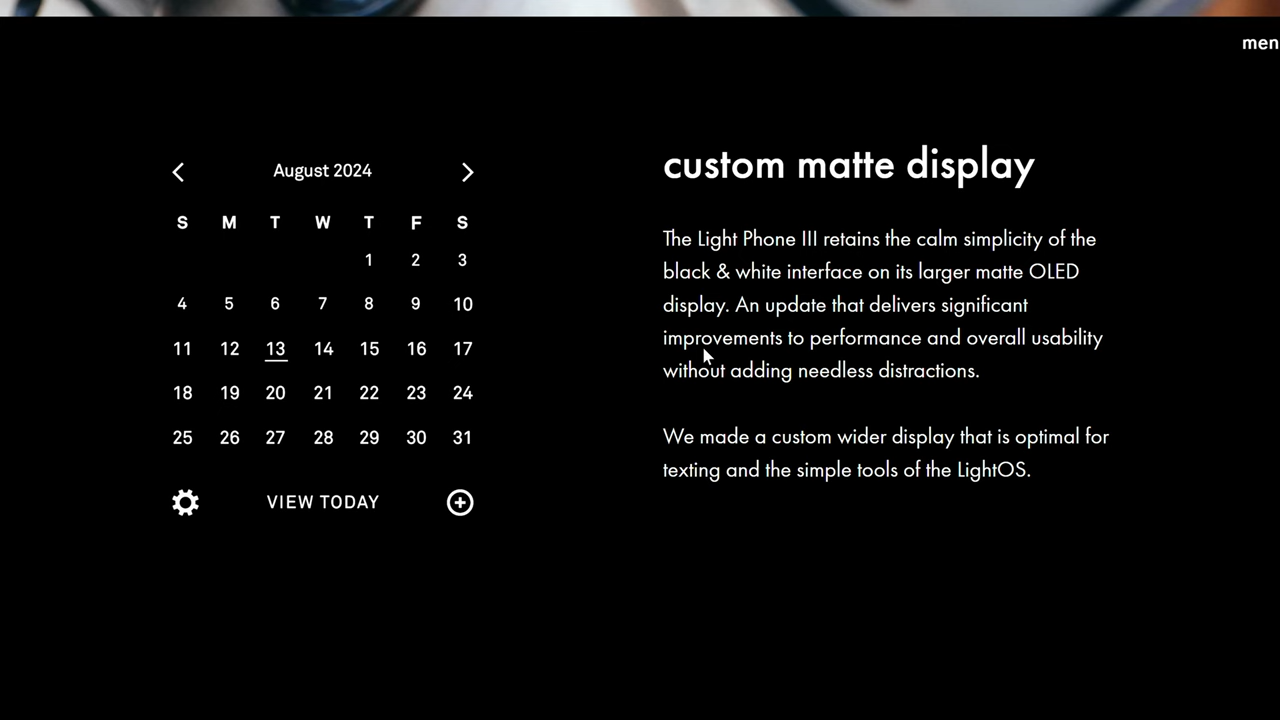 men
August 2024
S M T W T F S
1 2 3
4 5 6 7 8 9 10
11 12 13 14 15 16 17
18 19 20 21 22 23 24
25 26 27 28 29 30 31
VIEW TODAY
custom matte display
The Light Phone III retains the calm simplicity of the
black & white interface on its larger matte OLED
display. An update that delivers significant
improvements to performance and overall usability
without adding needless distractions.
We made a custom wider display that is optimal for
texting and the simple tools of the LightOS.